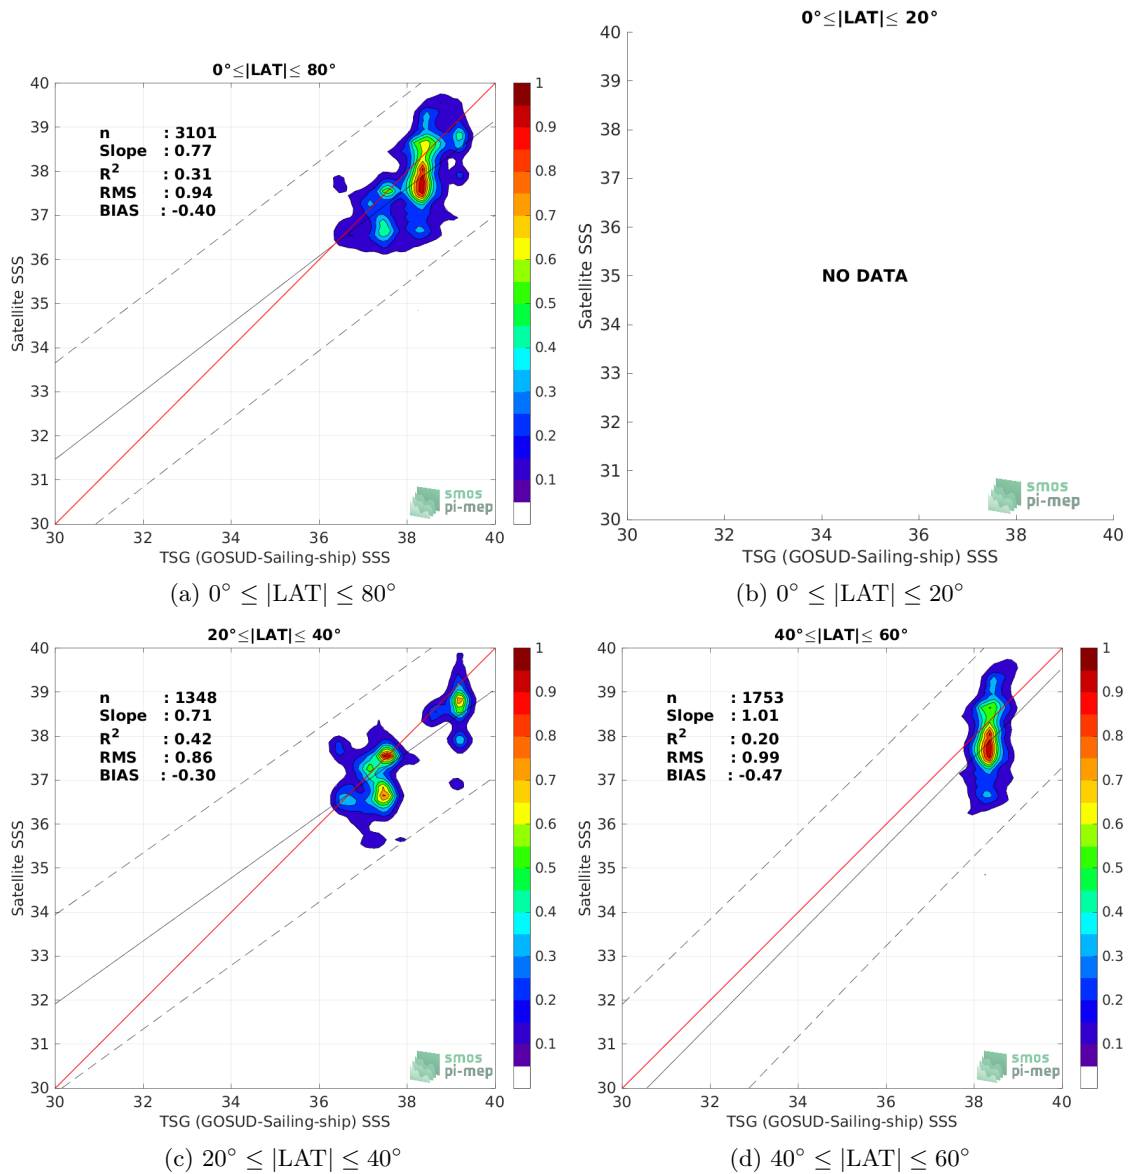 0°≤|LAT|≤ 80°
40
39
38
37
36
35
34
33
32
31
30
Satellite SSS
n : 3101
Slope : 0.77
R² : 0.31
RMS : 0.94
BIAS : -0.40
30 32 34 36 38 40
TSG (GOSUD-Sailing-ship) SSS
smos
pi-mep
1
0.9
0.8
0.7
0.6
0.5
0.4
0.3
0.2
0.1
(a) 0° ≤ |LAT| ≤ 80°
0°≤|LAT|≤ 20°
40
39
38
37
36
35
34
33
32
31
30
Satellite SSS
NO DATA
smos
pi-mep
30 32 34 36 38 40
TSG (GOSUD-Sailing-ship) SSS
(b) 0° ≤ |LAT| ≤ 20°
20°≤|LAT|≤ 40°
40
39
38
37
36
35
34
33
32
31
30
Satellite SSS
n : 1348
Slope : 0.71
R² : 0.42
RMS : 0.86
BIAS : -0.30
smos
pi-mep
30 32 34 36 38 40
TSG (GOSUD-Sailing-ship) SSS
1
0.9
0.8
0.7
0.6
0.5
0.4
0.3
0.2
0.1
(c) 20° ≤ |LAT| ≤ 40°
40°≤|LAT|≤ 60°
40
39
38
37
36
35
34
33
32
31
30
Satellite SSS
n : 1753
Slope : 1.01
R² : 0.20
RMS : 0.99
BIAS : -0.47
smos
pi-mep
30 32 34 36 38 40
TSG (GOSUD-Sailing-ship) SSS
1
0.9
0.8
0.7
0.6
0.5
0.4
0.3
0.2
0.1
(d) 40° ≤ |LAT| ≤ 60°